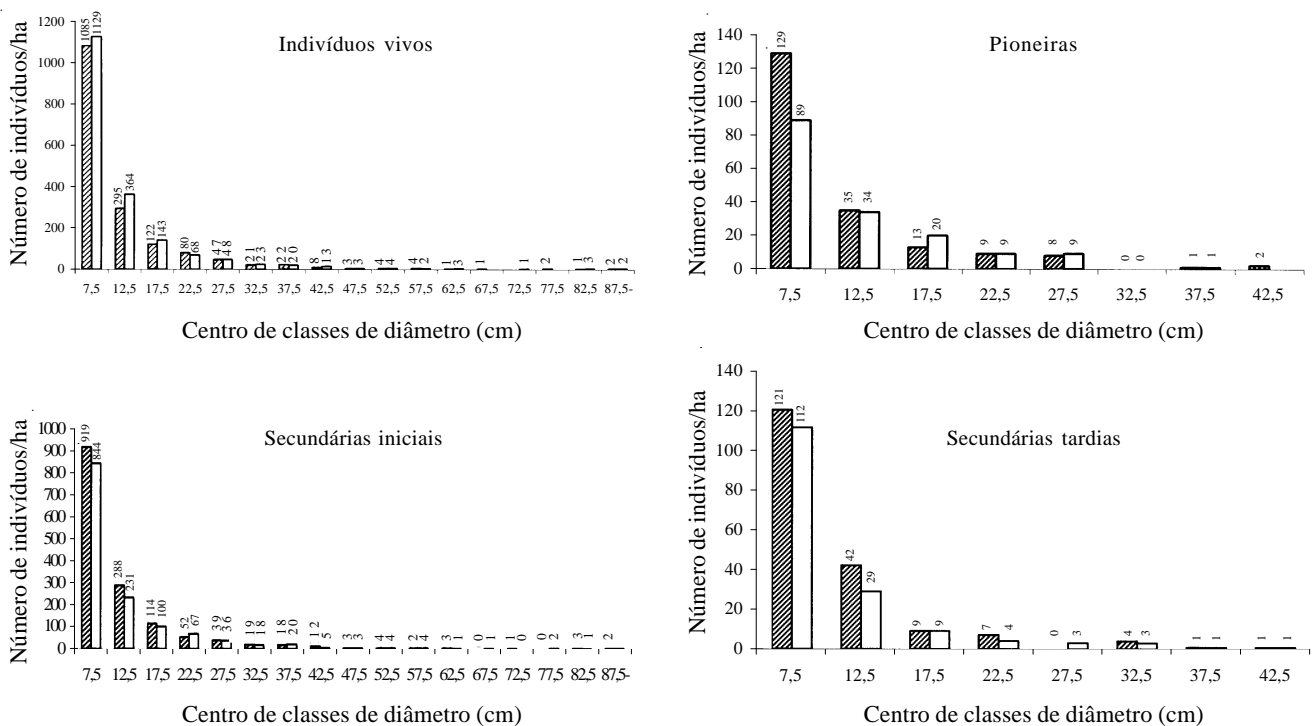 Indivíduos vivos
Número de indivíduos/ha
1200
1000
800
600
400
200
0
1085 1129 295 364 122 143 80 68 47 48 21 23 22 20 8 13 3 3 4 4 4 2 1 3 1 1 2 1 3 2 2
7,5 12,5 17,5 22,5 27,5 32,5 37,5 42,5 47,5 52,5 57,5 62,5 67,5 72,5 77,5 82,5 87,5-
Centro de classes de diâmetro (cm)
Pioneiras
Número de indivíduos/ha
140
120
100
80
60
40
20
0
129 89 35 34 13 20 9 9 8 9 0 0 1 1 2
7,5 12,5 17,5 22,5 27,5 32,5 37,5 42,5
Centro de classes de diâmetro (cm)
Secundárias iniciais
Número de indivíduos/ha
1000
900
800
700
600
500
400
300
200
100
0
919 844 288 231 114 100 52 67 39 36 19 18 18 20 12 5 3 3 4 4 2 4 3 1 0 1 1 0 0 2 3 1 2
7,5 12,5 17,5 22,5 27,5 32,5 37,5 42,5 47,5 52,5 57,5 62,5 67,5 72,5 77,5 82,5 87,5-
Centro de classes de diâmetro (cm)
Secundárias tardias
Número de indivíduos/ha
140
120
100
80
60
40
20
0
121 112 42 29 9 9 7 4 0 3 4 3 1 1 1 1
7,5 12,5 17,5 22,5 27,5 32,5 37,5 42,5
Centro de classes de diâmetro (cm)